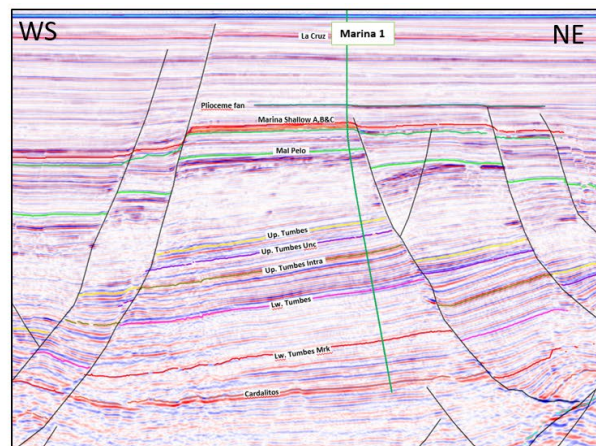 WS
NE
La Cruz
Marina 1
Plioceme fan
Marina Shallow A,B&C
Mal Pelo
Up. Tumbes
Up. Tumbes Unc
Up. Tumbes Intra
Lw. Tumbes
Lw. Tumbes Mrk
Cardalitos